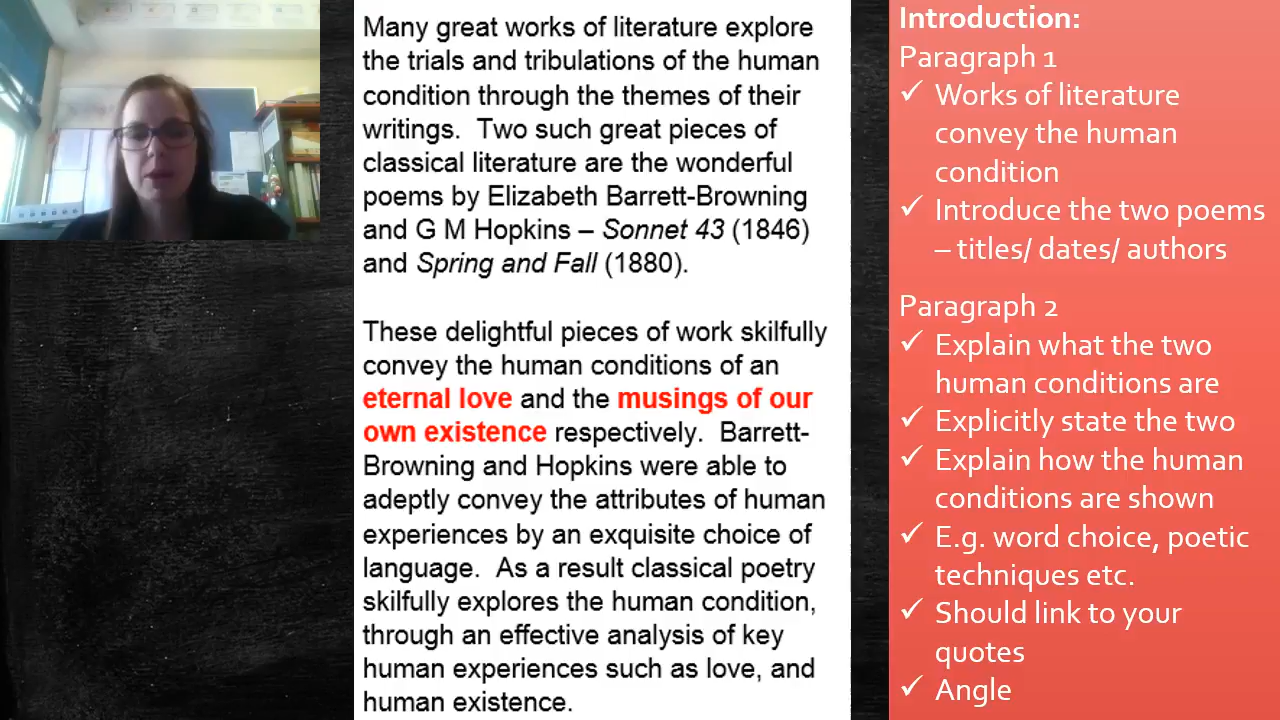 Many great works of literature explore
the trials and tribulations of the human
condition through the themes of their
writings.  Two such great pieces of
classical literature are the wonderful
poems by Elizabeth Barrett-Browning
and G M Hopkins – Sonnet 43 (1846)
and Spring and Fall (1880).
These delightful pieces of work skilfully
convey the human conditions of an
eternal love and the musings of our
own existence respectively.  Barrett-
Browning and Hopkins were able to
adeptly convey the attributes of human
experiences by an exquisite choice of
language.  As a result classical poetry
skilfully explores the human condition,
through an effective analysis of key
human experiences such as love, and
human existence.
Introduction:
Paragraph 1
✓ Works of literature
convey the human
condition
✓ Introduce the two poems
– titles/ dates/ authors
Paragraph 2
✓ Explain what the two
human conditions are
✓ Explicitly state the two
✓ Explain how the human
conditions are shown
✓ E.g. word choice, poetic
techniques etc.
✓ Should link to your
quotes
✓ Angle